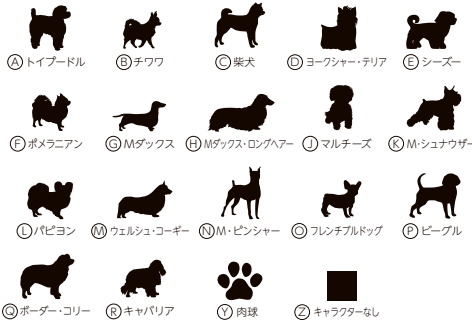 Ⓐトイプードル Ⓑチワワ Ⓒ柴犬 Ⓓヨークシャー・テリア Ⓔシーズー
Ⓕポメラニアン ⒼMダックス ⒽMダックス・ロングヘアー Ⓙマルチーズ ⓀM・シュナウザー
Ⓛパピヨン Ⓜウェルシュ・コーギー ⓃM・ピンシャー Ⓞフレンチブルドッグ Ⓟビーグル
Ⓠボーダー・コリー Ⓡキャバリア Ⓨ肉球 Ⓩキャラクターなし